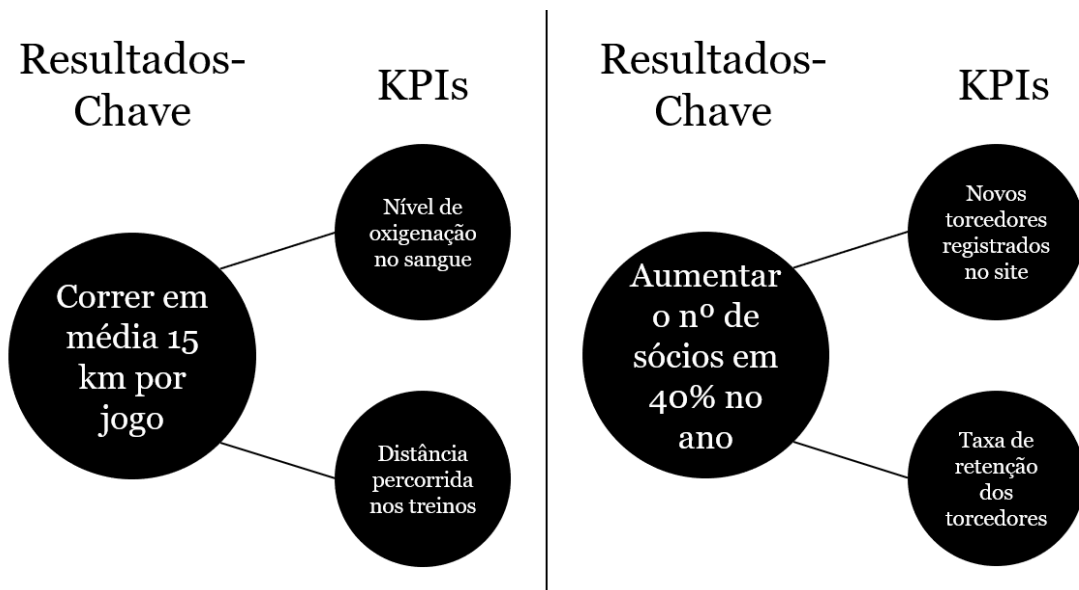 Resultados-
Chave
KPIs
Correr em
média 15
km por
jogo
Nível de
oxigenação
no sangue
Distância
percorrida
nos treinos
Resultados-
Chave
KPIs
Aumentar
o nº de
sócios em
40% no
ano
Novos
torcedores
registrados
no site
Taxa de
retenção
dos
torcedores